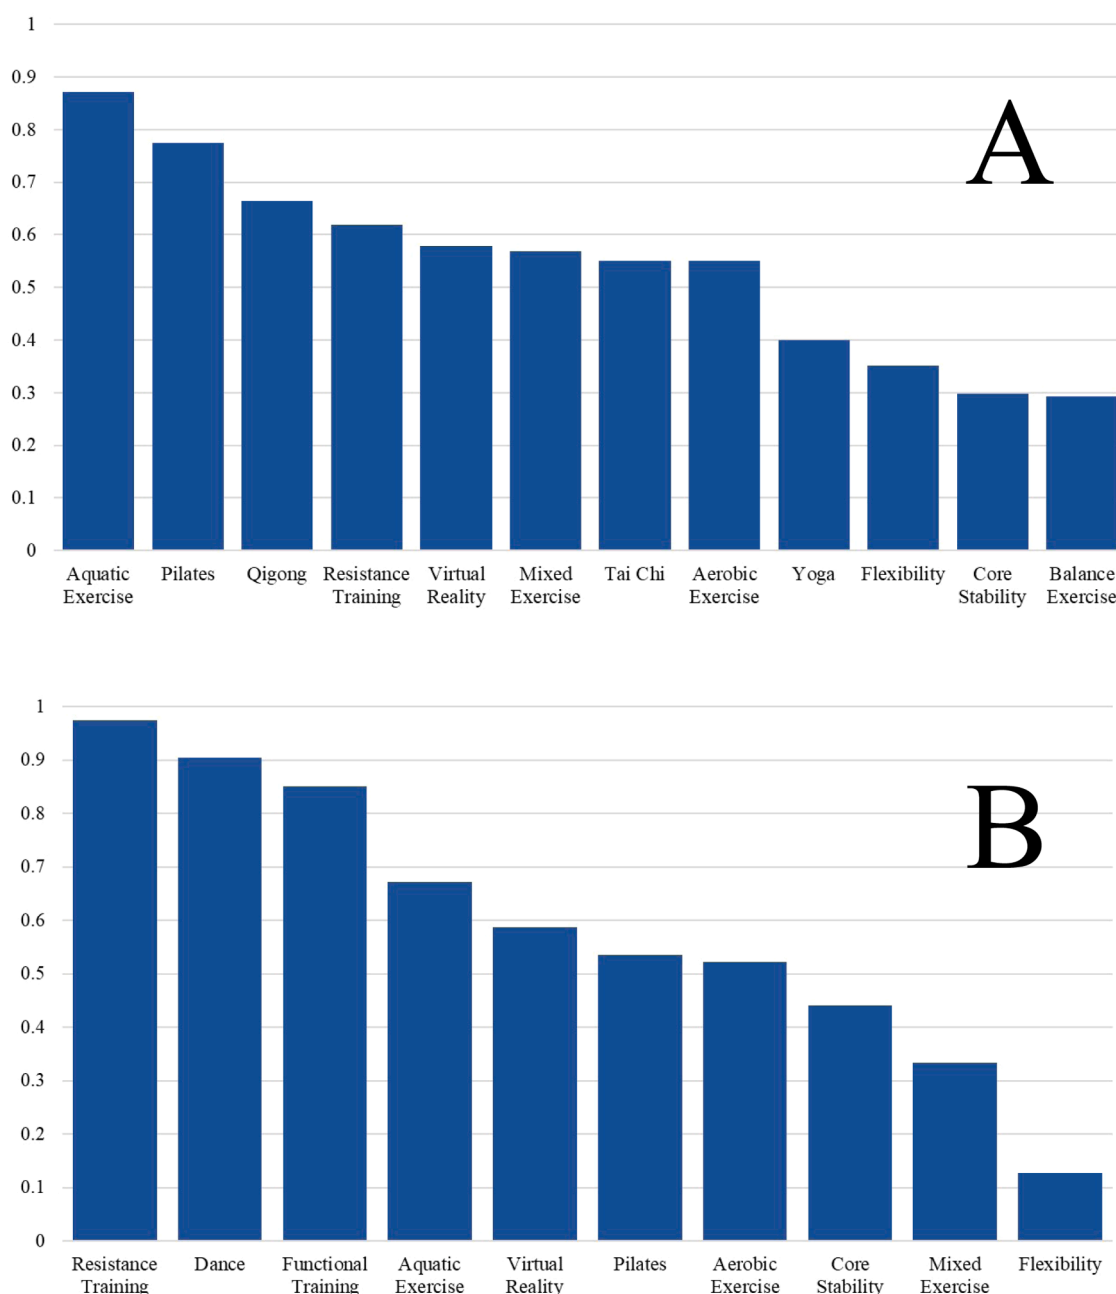 1
0.9
0.8
0.7
0.6
0.5
0.4
0.3
0.2
0.1
0
A
Aquatic Exercise
Pilates
Qigong
Resistance Training
Virtual Reality
Mixed Exercise
Tai Chi
Aerobic Exercise
Yoga
Flexibility
Core Stability
Balance Exercise
1
0.9
0.8
0.7
0.6
0.5
0.4
0.3
0.2
0.1
0
B
Resistance Training
Dance
Functional Training
Aquatic Exercise
Virtual Reality
Pilates
Aerobic Exercise
Core Stability
Mixed Exercise
Flexibility